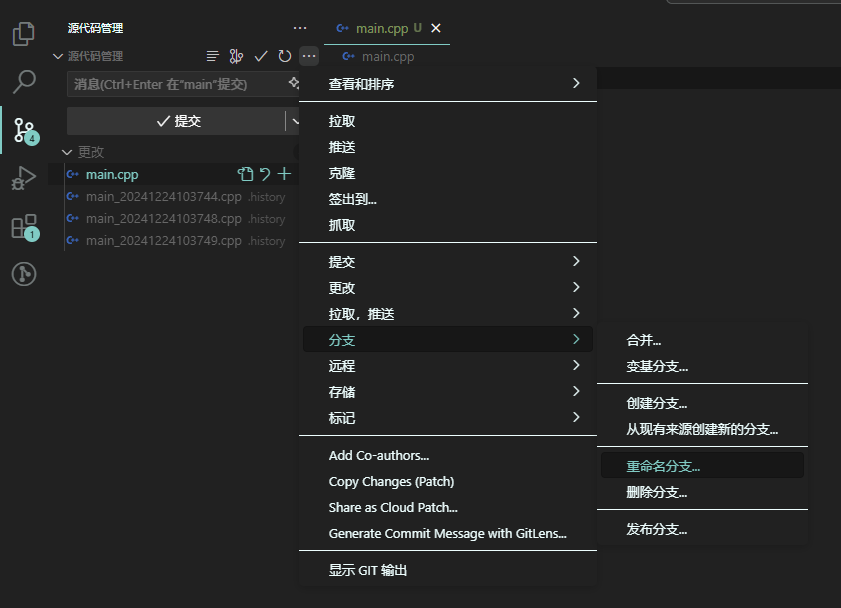 源代码管理
源代码管理
消息(Ctrl+Enter 在"main"提交)
提交
更改
main.cpp
main_20241224103744.cpp .history
main_20241224103748.cpp .history
main_20241224103749.cpp .history
4
1
main.cpp U
main.cpp
查看和排序
拉取
推送
克隆
签出到...
抓取
提交
更改
拉取，推送
分支
远程
存储
标记
Add Co-authors...
Copy Changes (Patch)
Share as Cloud Patch...
Generate Commit Message with GitLens...
显示 GIT 输出
合并...
变基分支...
创建分支...
从现有来源创建新的分支...
重命名分支...
删除分支...
发布分支...